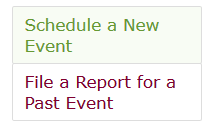 Schedule a New
Event
File a Report for a
Past Event